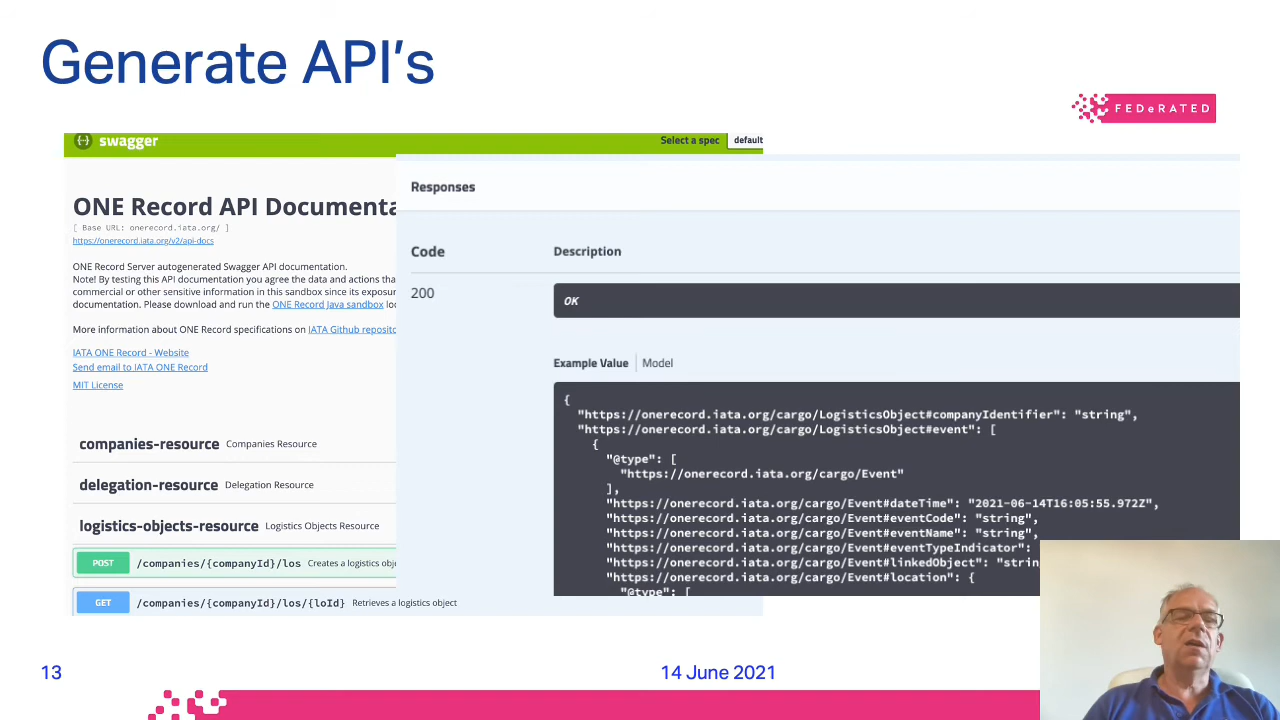 Generate API's
FEDeRATED
swagger
Select a spec
default
ONE Record API Documenta
[ Base URL: onerecord.iata.org/ ]
https://onerecord.iata.org/v2/api-docs
ONE Record Server autogenerated Swagger API documentation.
Note! By testing this API documentation you agree the data and actions tha
commercial or other sensitive information in this sandbox since its exposur
documentation. Please download and run the ONE Record Java sandbox loc
More information about ONE Record specifications on IATA Github reposito
IATA ONE Record - Website
Send email to IATA ONE Record
MIT License
companies-resource Companies Resource
delegation-resource Delegation Resource
logistics-objects-resource Logistics Objects Resource
POST /companies/{companyId}/los Creates a logistics obje
GET /companies/{companyId}/los/{loId} Retrieves a logistics object
Responses
Code Description
200 OK
Example Value Model
{
"https://onerecord.iata.org/cargo/LogisticsObject#companyIdentifier": "string",
"https://onerecord.iata.org/cargo/LogisticsObject#event": [
{
"@type": [
"https://onerecord.iata.org/cargo/Event"
],
"https://onerecord.iata.org/cargo/Event#dateTime": "2021-06-14T16:05:55.972Z",
"https://onerecord.iata.org/cargo/Event#eventCode": "string",
"https://onerecord.iata.org/cargo/Event#eventName": "string",
"https://onerecord.iata.org/cargo/Event#eventTypeIndicator":
"https://onerecord.iata.org/cargo/Event#linkedObject": "strin
"https://onerecord.iata.org/cargo/Event#location": {
"@type": [
13
14 June 2021